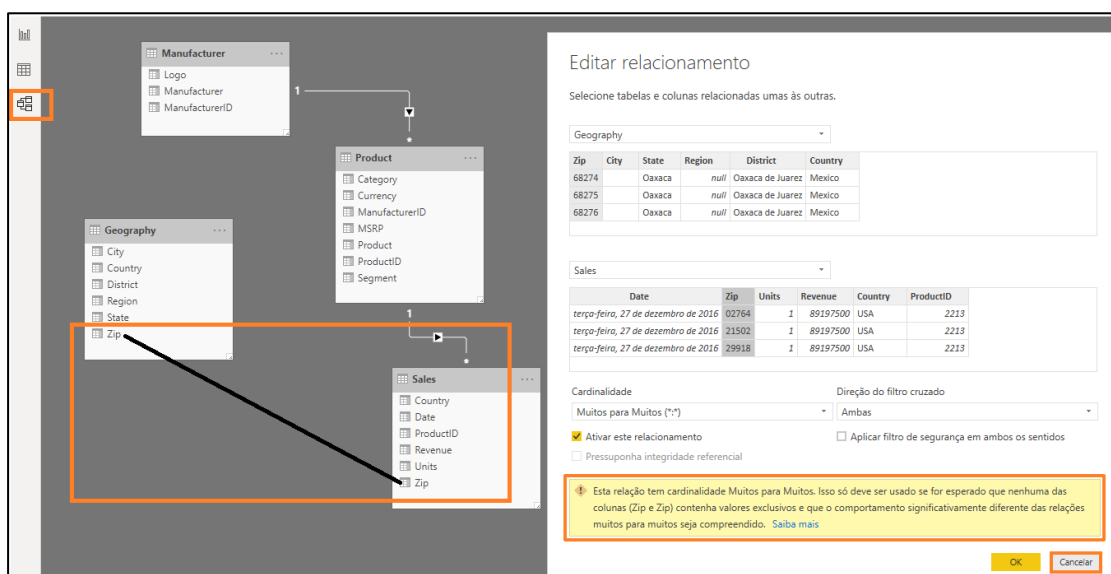 Manufacturer ...
Logo
Manufacturer
ManufacturerID
1
*
Product ...
Category
Currency
ManufacturerID
MSRP
Product
ProductID
Segment
Geography ...
City
Country
District
Region
State
Zip
1
*
Sales ...
Country
Date
ProductID
Revenue
Units
Zip
Editar relacionamento
Selecione tabelas e colunas relacionadas umas às outras.
Geography
Zip City State Region District Country
68274 Oaxaca null Oaxaca de Juarez Mexico
68275 Oaxaca null Oaxaca de Juarez Mexico
68276 Oaxaca null Oaxaca de Juarez Mexico
Sales
Date Zip Units Revenue Country ProductID
terça-feira, 27 de dezembro de 2016 02764 1 89197500 USA 2213
terça-feira, 27 de dezembro de 2016 21502 1 89197500 USA 2213
terça-feira, 27 de dezembro de 2016 29918 1 89197500 USA 2213
Cardinalidade Direção do filtro cruzado
Muitos para Muitos (*:*) Ambas
Ativar este relacionamento Aplicar filtro de segurança em ambos os sentidos
Pressuponha integridade referencial
Esta relação tem cardinalidade Muitos para Muitos. Isso só deve ser usado se for esperado que nenhuma das
colunas (Zip e Zip) contenha valores exclusivos e que o comportamento significativamente diferente das relações
muitos para muitos seja compreendido. Saiba mais
OK Cancelar